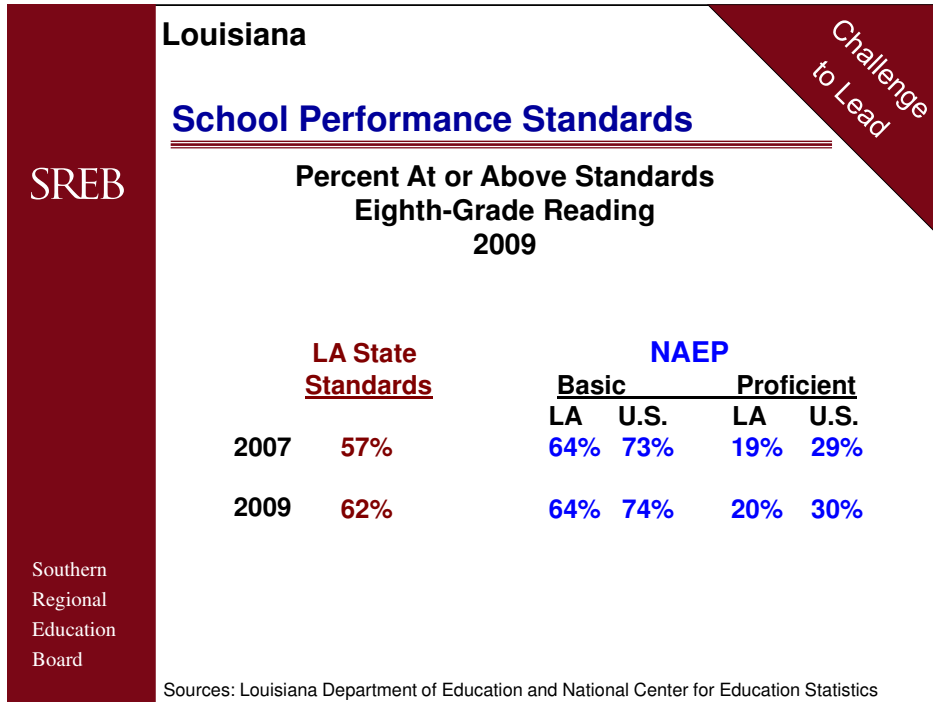 Louisiana
Challenge
to Lead
School Performance Standards
SREB
Percent At or Above Standards
Eighth-Grade Reading
2009
LA State NAEP
Standards Basic Proficient
LA U.S. LA U.S.
2007 57% 64% 73% 19% 29%
2009 62% 64% 74% 20% 30%
Southern
Regional
Education
Board
Sources: Louisiana Department of Education and National Center for Education Statistics